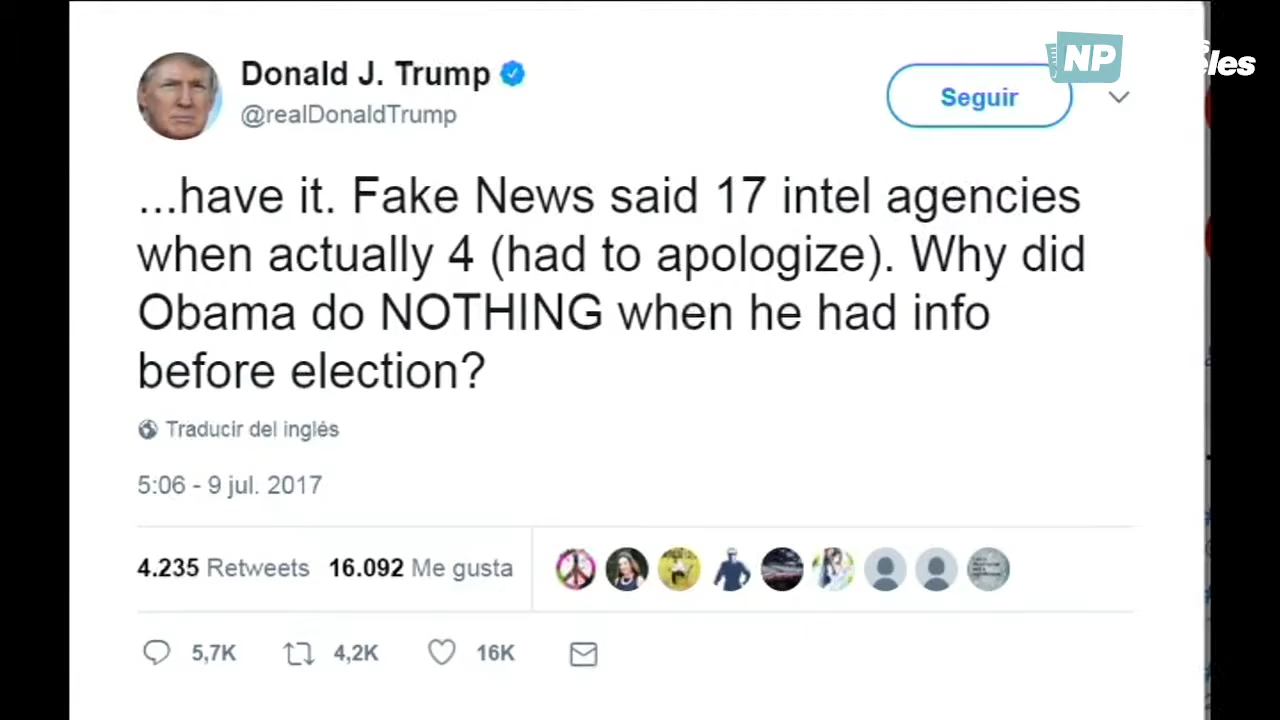 Donald J. Trump
@realDonaldTrump
Seguir
NP
...have it. Fake News said 17 intel agencies
when actually 4 (had to apologize). Why did
Obama do NOTHING when he had info
before election?
Traducir del inglés
5:06 - 9 jul. 2017
4.235 Retweets 16.092 Me gusta
5,7K 4,2K 16K